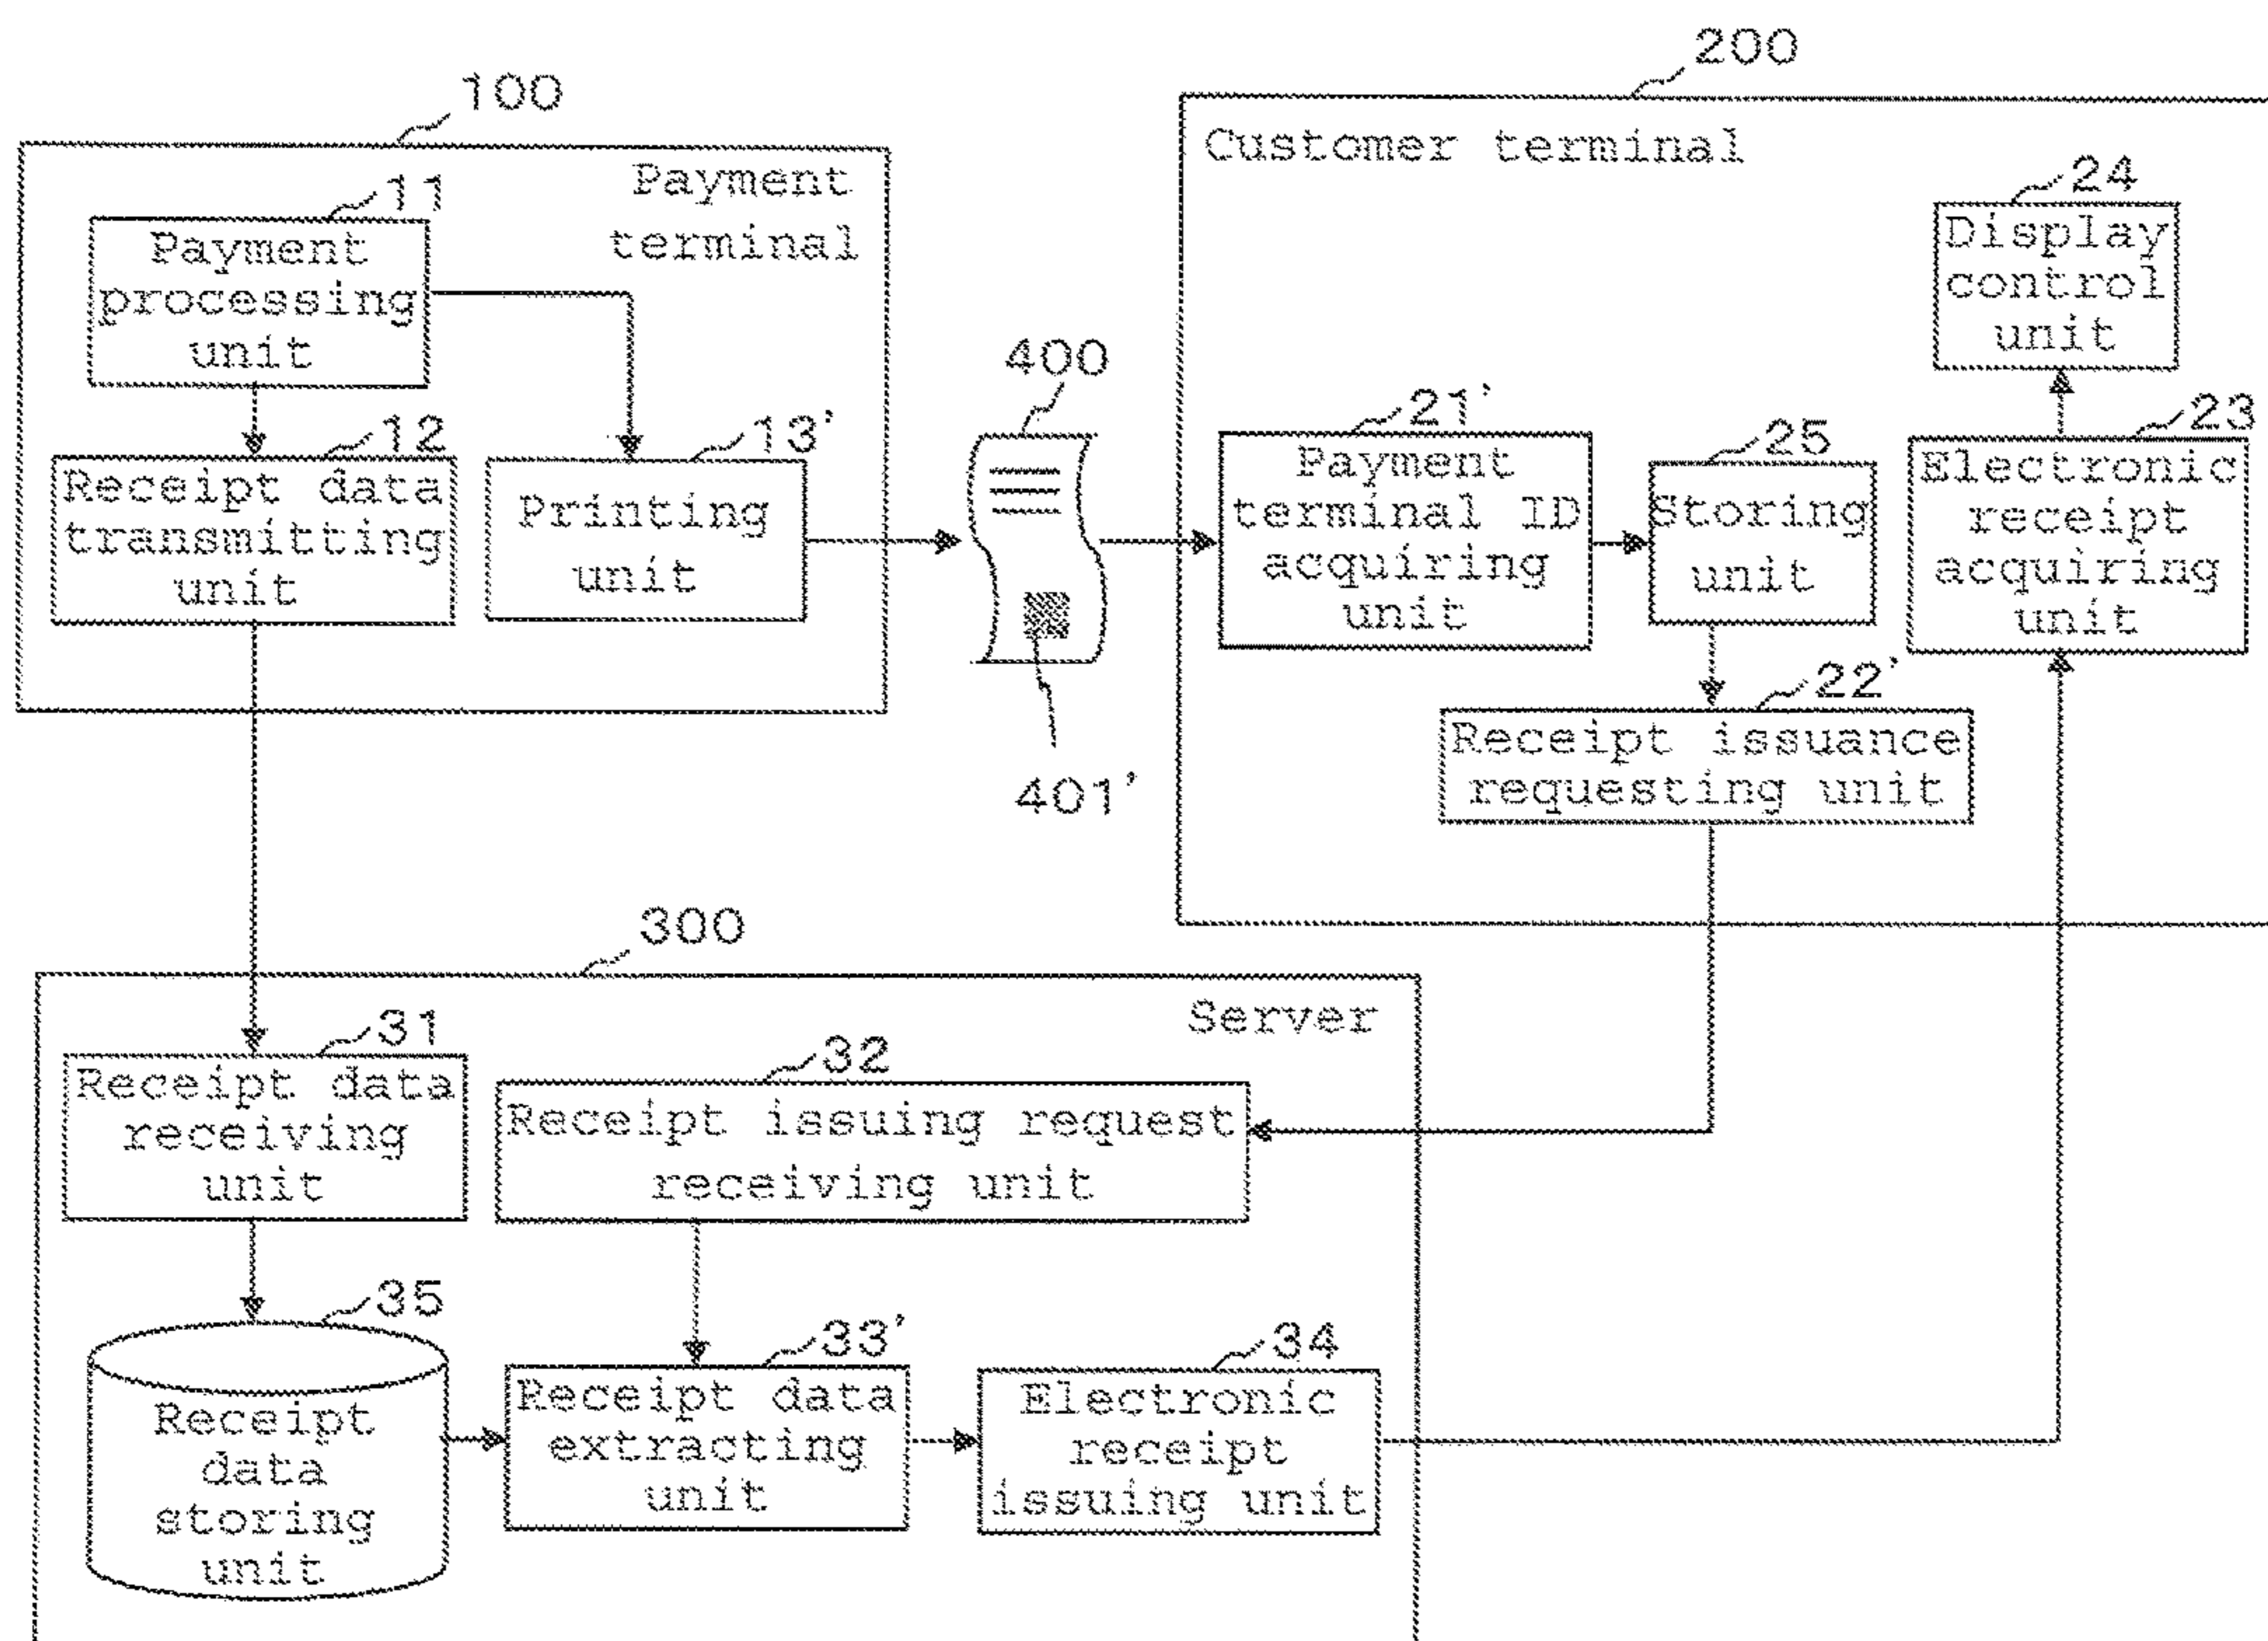 100
Payment
terminal
11
Payment
processing
unit
12
Receipt data
transmitting
unit
13'
Printing
unit
400
401'
200
Customer terminal
21'
Payment
terminal ID
acquiring
unit
25
Storing
unit
24
Display
control
unit
23
Electronic
receipt
acquiring
unit
22'
Receipt issuance
requesting unit
300
Server
31
Receipt data
receiving
unit
32
Receipt issuing request
receiving unit
35
Receipt
data
storing
unit
33'
Receipt data
extracting
unit
34
Electronic
receipt
issuing unit